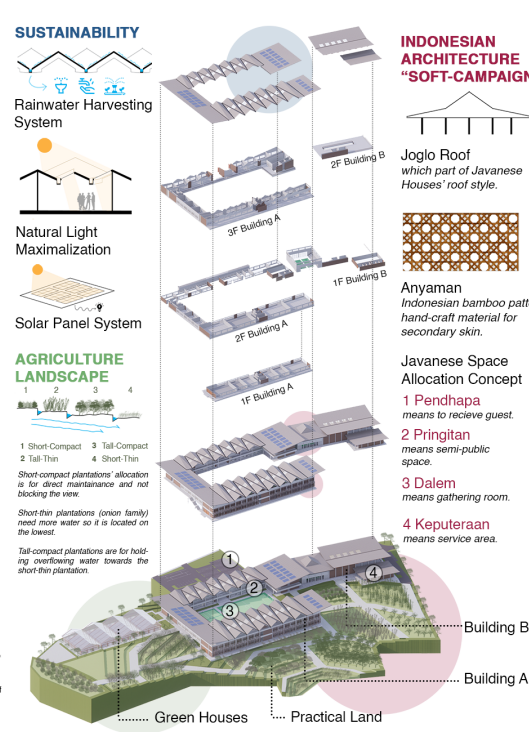 SUSTAINABILITY
Rainwater Harvesting
System
Natural Light
Maximalization
Solar Panel System
AGRICULTURE
LANDSCAPE
1 2 3 4
1 Short-Compact 3 Tall-Compact
2 Tall-Thin 4 Short-Thin
Short-compact plantations' allocation
is for direct maintainance and not
blocking the view.
Short-thin plantations (onion family)
need more water so it is located on
the lowest.
Tall-compact plantations are for hold-
ing overflowing water towards the
short-thin plantation.
2F Building B
3F Building A
1F Building B
2F Building A
1F Building A
INDONESIAN
ARCHITECTURE
“SOFT-CAMPAIGN
Joglo Roof
which part of Javanese
Houses' roof style.
Anyaman
Indonesian bamboo patt
hand-craft material for
secondary skin.
Javanese Space
Allocation Concept
1 Pendhapa
means to recieve guest.
2 Pringitan
means semi-public
space.
3 Dalem
means gathering room.
4 Keputeraan
means service area.
1
2
3
4
Building B
Building A
Green Houses
Practical Land